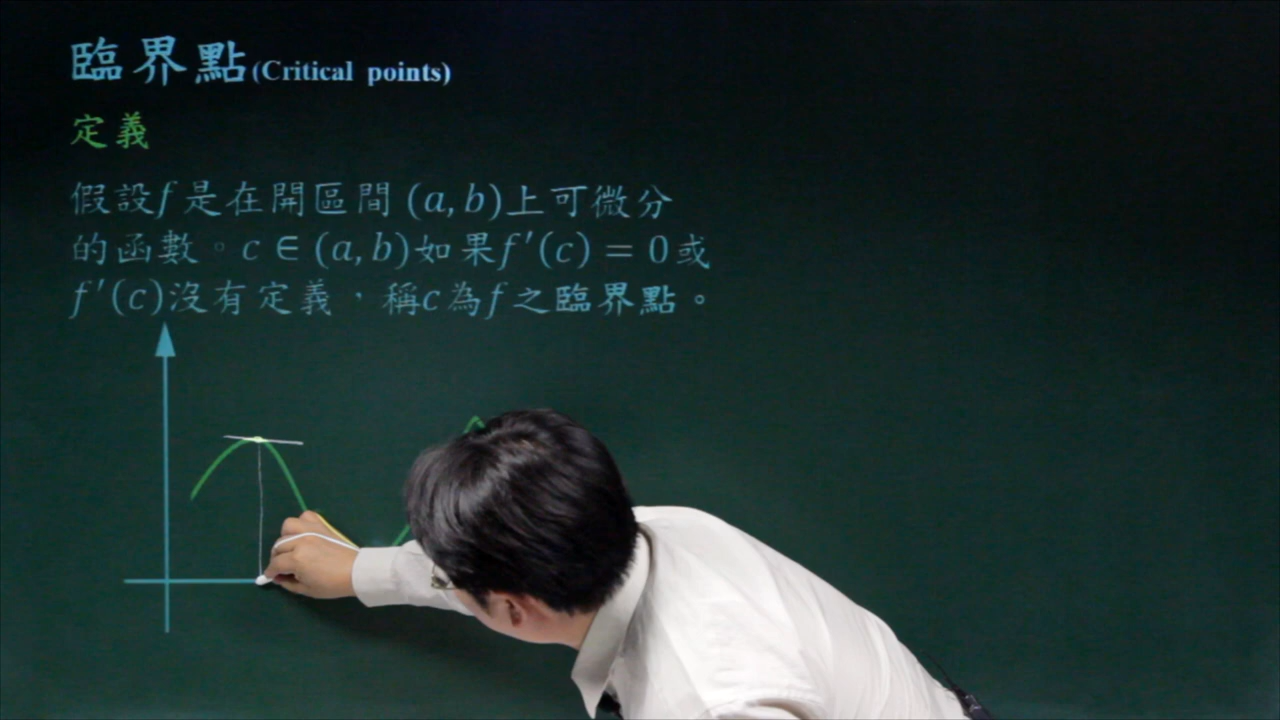 臨界點(Critical points)
定義
假設f是在開區間(a,b)上可微分
的函數。c∈(a,b)如果f′(c)=0或
f′(c)沒有定義，稱c為f之臨界點。